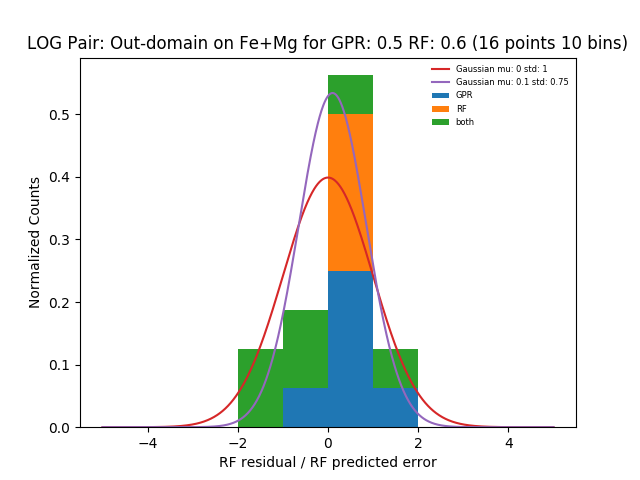 LOG Pair: Out-domain on Fe+Mg for GPR: 0.5 RF: 0.6 (16 points 10 bins)
Gaussian mu: 0 std: 1
Gaussian mu: 0.1 std: 0.75
GPR
RF
both
Normalized Counts
0.5
0.4
0.3
0.2
0.1
0.0
−4 −2 0 2 4
RF residual / RF predicted error